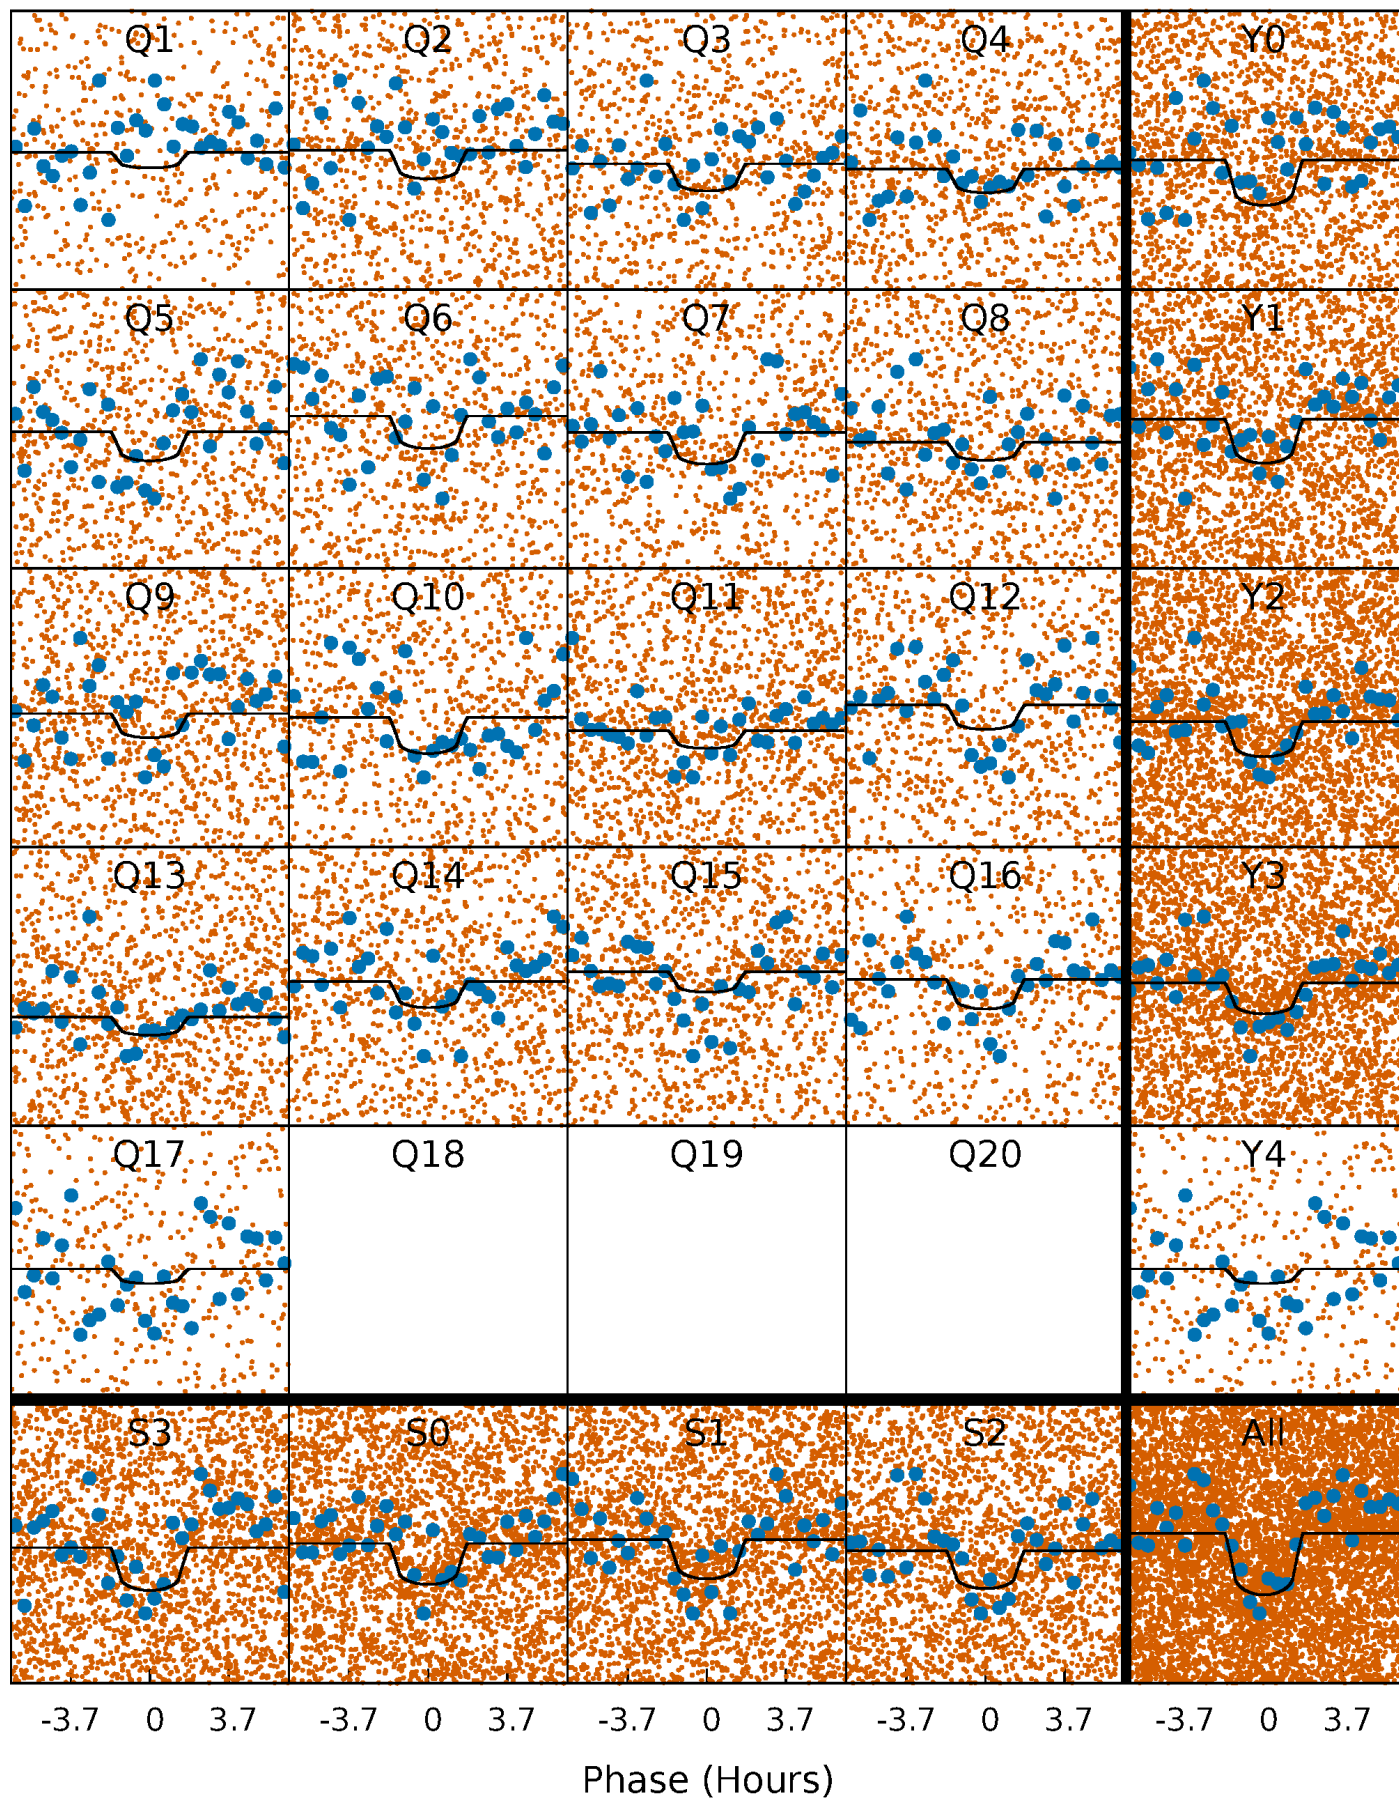 Q1 Q2 Q3 Q4 Y0
Q5 Q6 Q7 Q8 Y1
Q9 Q10 Q11 Q12 Y2
Q13 Q14 Q15 Q16 Y3
Q17 Q18 Q19 Q20 Y4
S3 S0 S1 S2 All
-3.7 0 3.7 -3.7 0 3.7 -3.7 0 3.7 -3.7 0 3.7 -3.7 0 3.7
Phase (Hours)